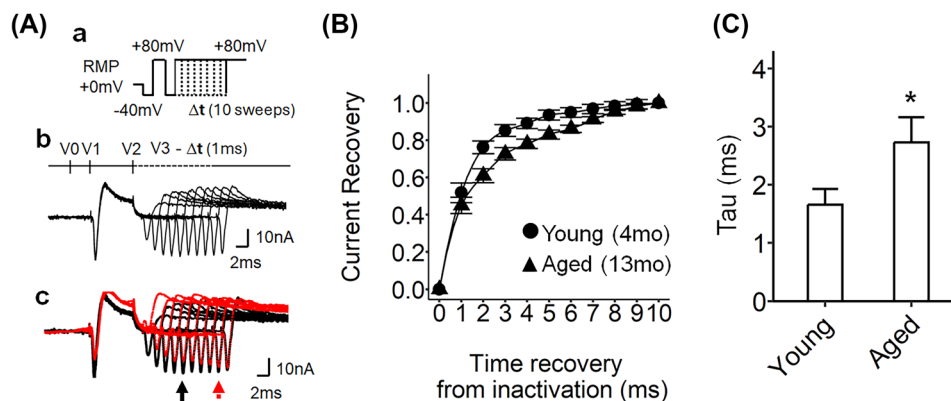 (A)
a
+80mV +80mV
RMP
+0mV
-40mV Δt (10 sweeps)
b
V0 V1 V2 V3 - Δt (1ms)
10nA
2ms
c
10nA
2ms
(B)
Current Recovery
1.0
0.8
0.6
0.4
0.2
0.0
Young (4mo)
Aged (13mo)
0 1 2 3 4 5 6 7 8 9 10
Time recovery
from inactivation (ms)
(C)
Tau (ms)
4
3
2
1
0
*
Young
Aged